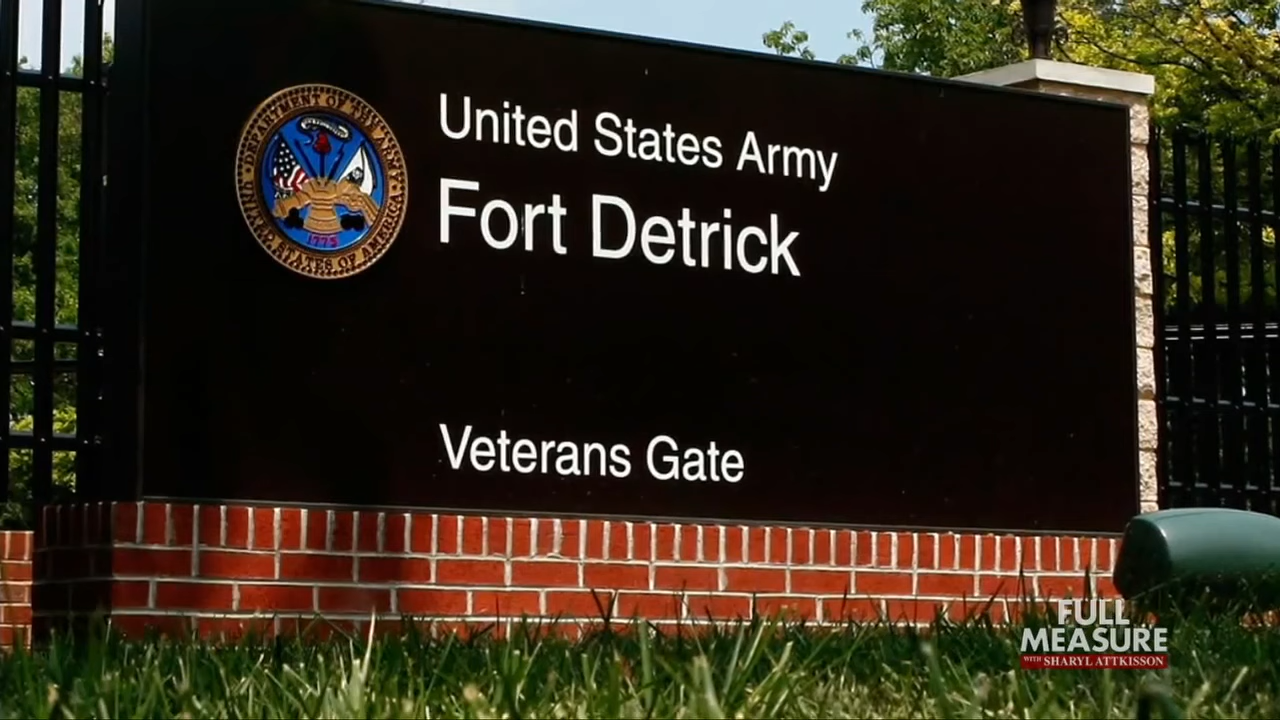 DEPARTMENT OF THE ARMY
UNITED STATES OF AMERICA
1775
United States Army
Fort Detrick
Veterans Gate
FULL
MEASURE
WITH SHARYL ATTKISSON